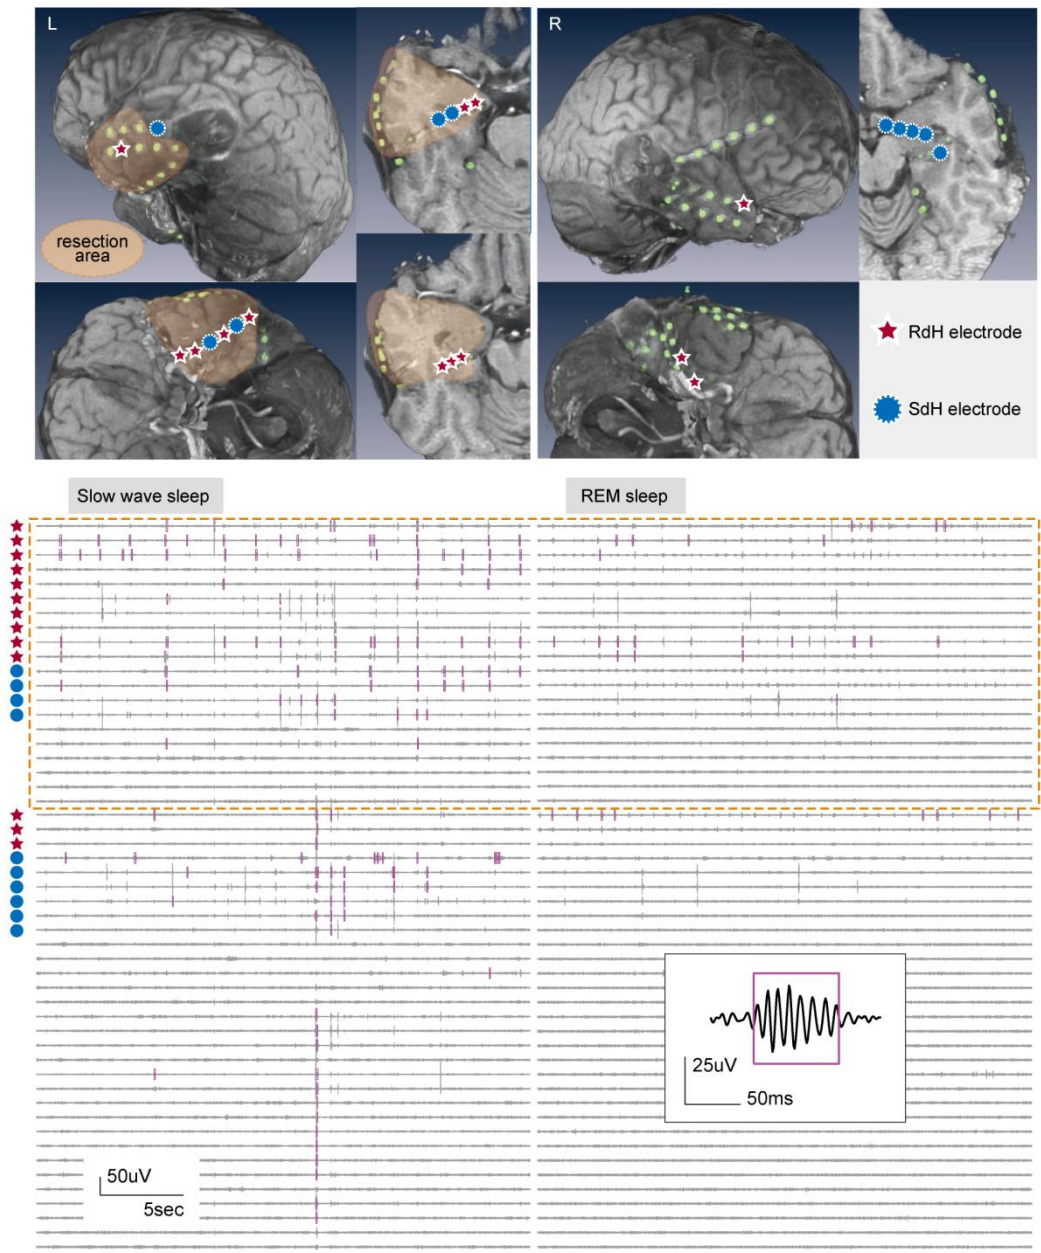 L
R
resection
area
RdH electrode
SdH electrode
Slow wave sleep
REM sleep
25uV
50ms
50uV
5sec